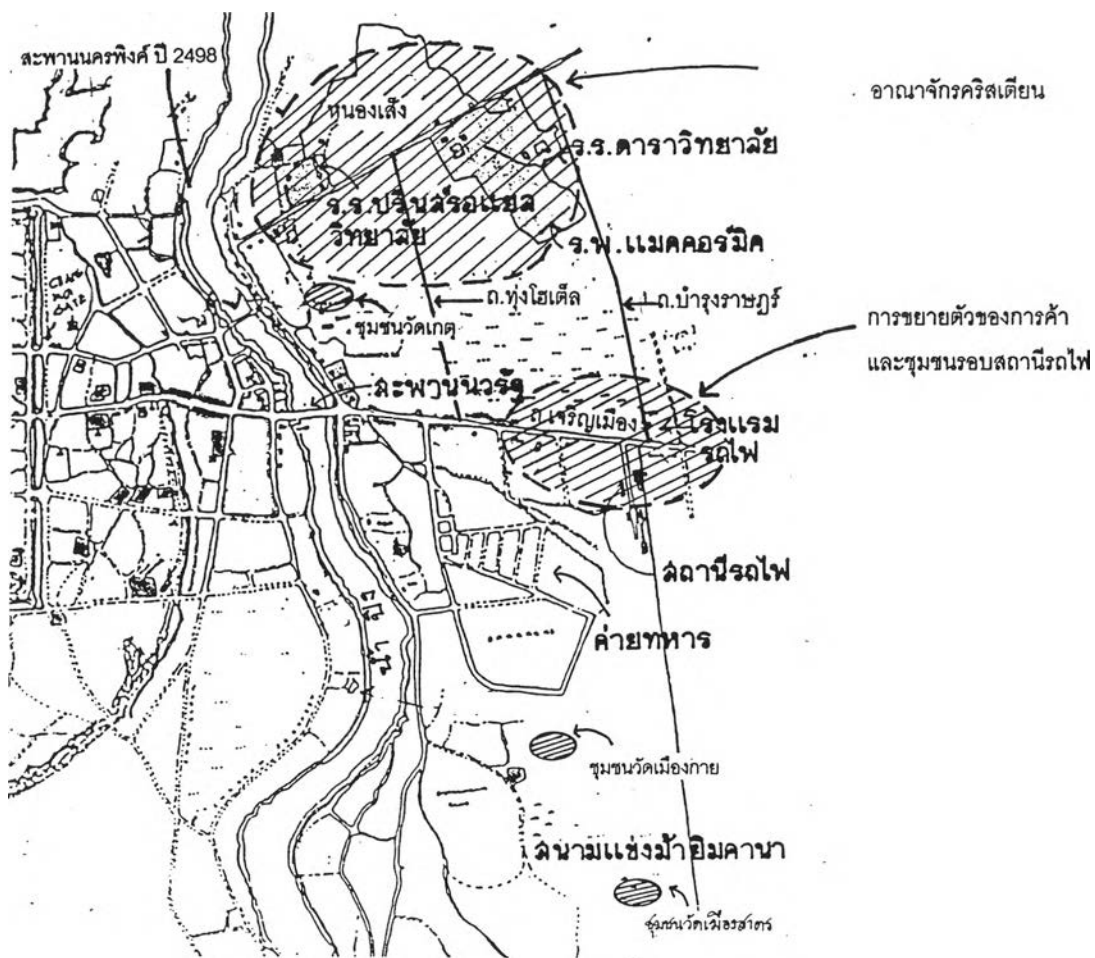 สะพานนครพิงค์ ปี 2498
อาณาจักรคริสเตียน
หนองเส้ง
ร.ร.ดาราวิทยาลัย
ร.ร.ปรินส์รอแยล
วิทยาลัย
ร.พ.แมคคอร์มิค
ถ.ทุ่งโฮเต็ล
ถ.บำรุงราษฎร์
ชุมชนวัดเกตุ
การขยายตัวของการค้า
และชุมชนรอบสถานีรถไฟ
สะพานนวรัฐ
ถ.เจริญเมือง
โรงแรม
รถไฟ
สถานีรถไฟ
ค่ายทหาร
ชุมชนวัดเมืองกาย
สนามแข่งม้ายิมคานา
ชุมชนวัดเมืองสาตร